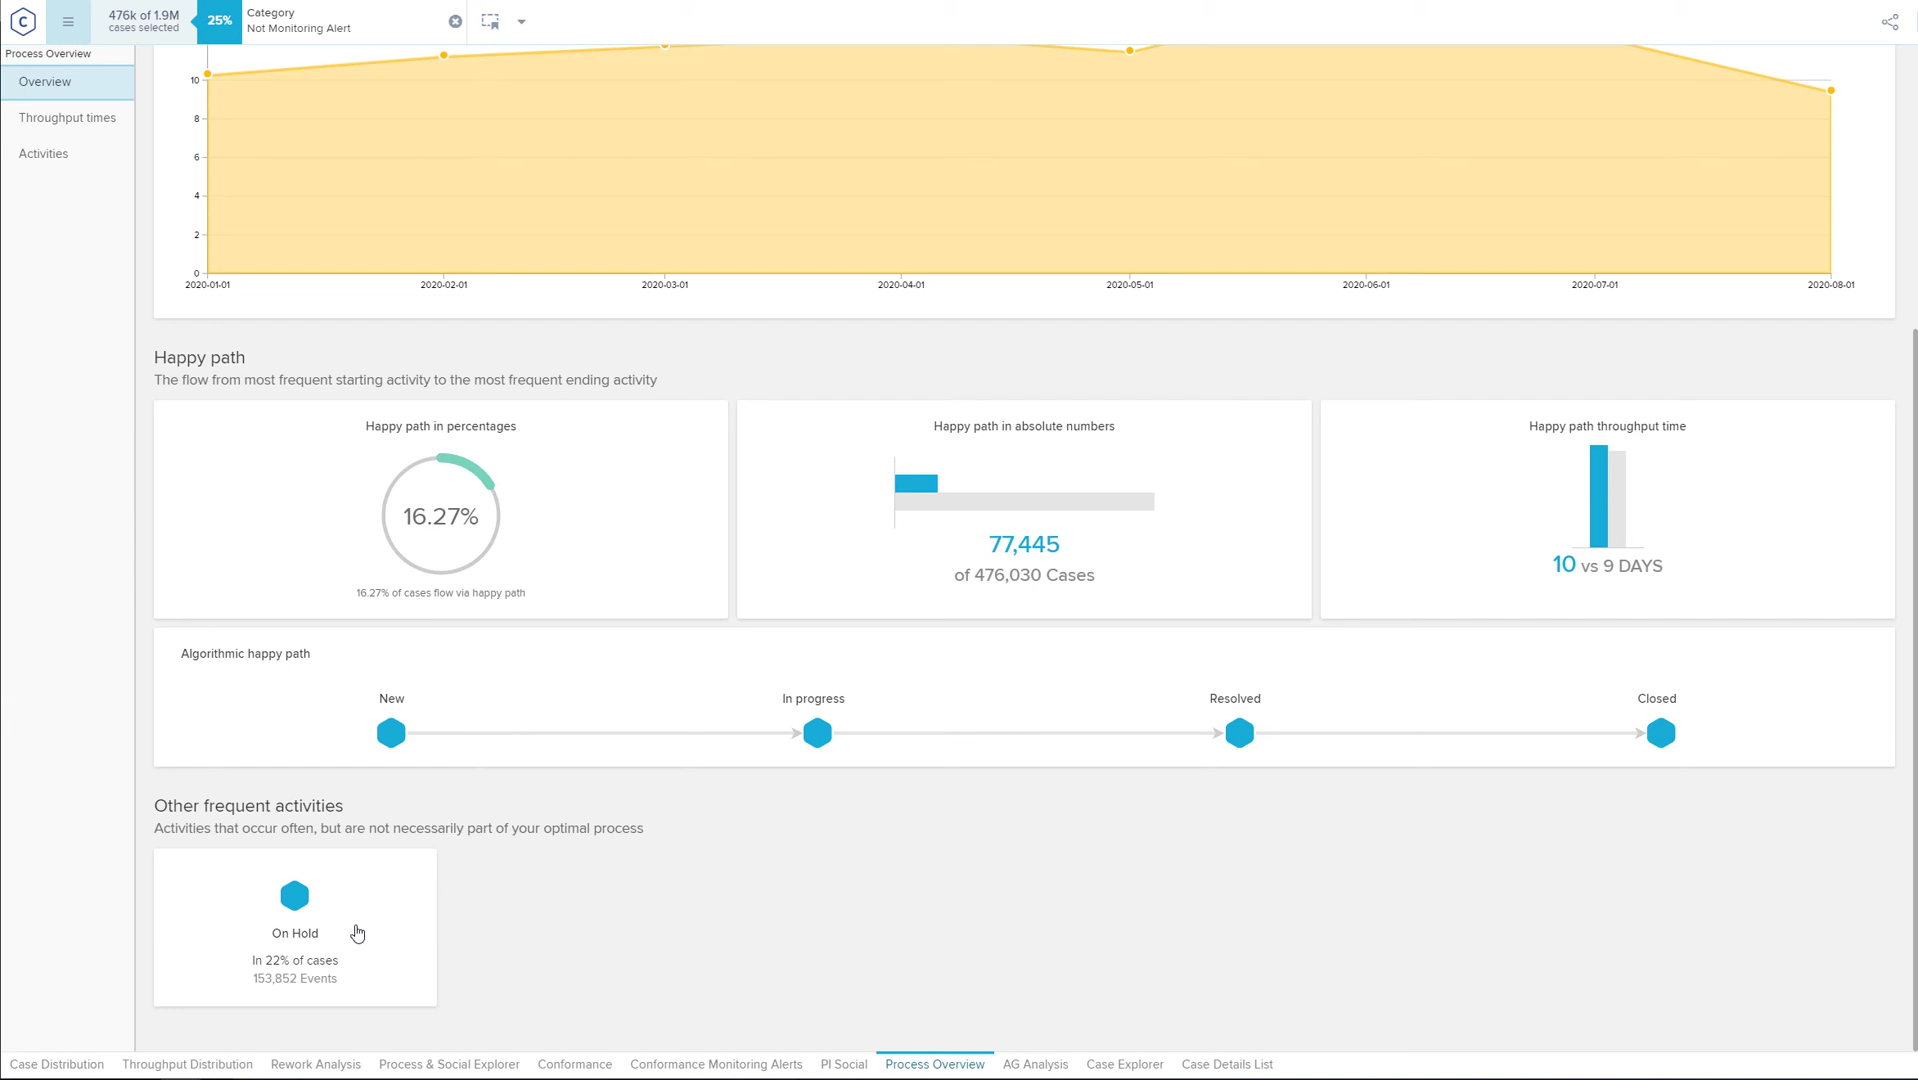 476k of 1.9M
cases selected
25%
Category
Not Monitoring Alert
Process Overview
Overview
Throughput times
Activities
10
8
6
4
2
0
2020-01-01 2020-02-01 2020-03-01 2020-04-01 2020-05-01 2020-06-01 2020-07-01 2020-08-01
Happy path
The flow from most frequent starting activity to the most frequent ending activity
Happy path in percentages
16.27%
16.27% of cases flow via happy path
Happy path in absolute numbers
77,445
of 476,030 Cases
Happy path throughput time
10 vs 9 DAYS
Algorithmic happy path
New In progress Resolved Closed
Other frequent activities
Activities that occur often, but are not necessarily part of your optimal process
On Hold
In 22% of cases
153,852 Events
Case Distribution Throughput Distribution Rework Analysis Process & Social Explorer Conformance Conformance Monitoring Alerts PI Social Process Overview AG Analysis Case Explorer Case Details List